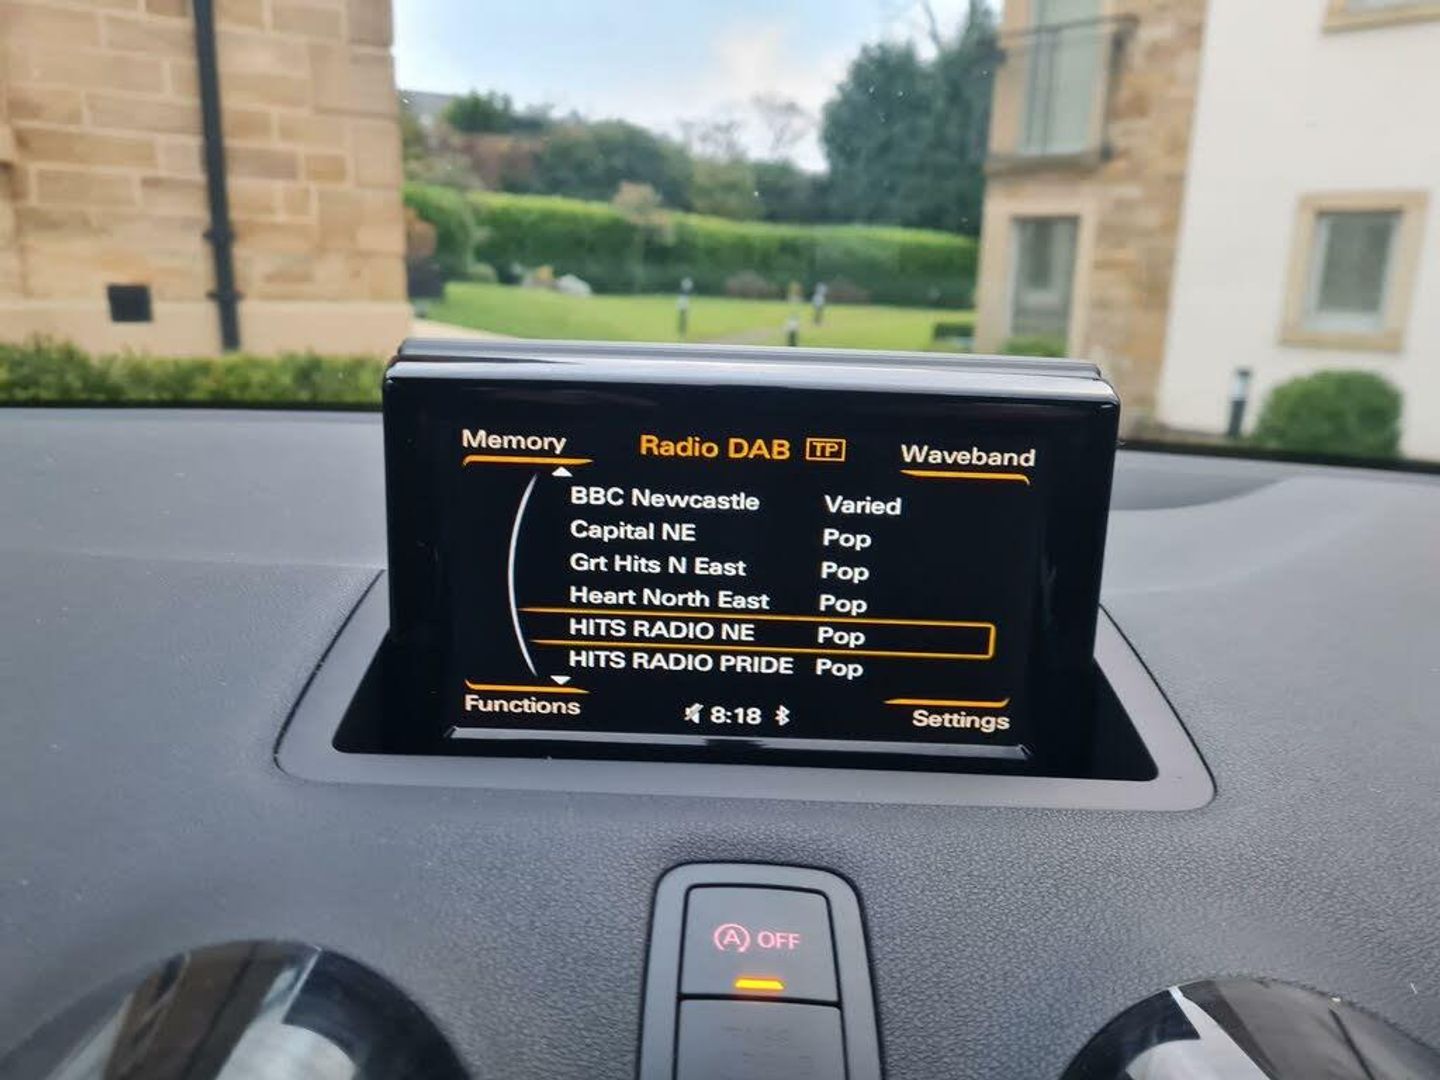 Memory Radio DAB TP Waveband
BBC Newcastle Varied
Capital NE Pop
Grt Hits N East Pop
Heart North East Pop
HITS RADIO NE Pop
HITS RADIO PRIDE Pop
Functions 8:18 Settings
A OFF